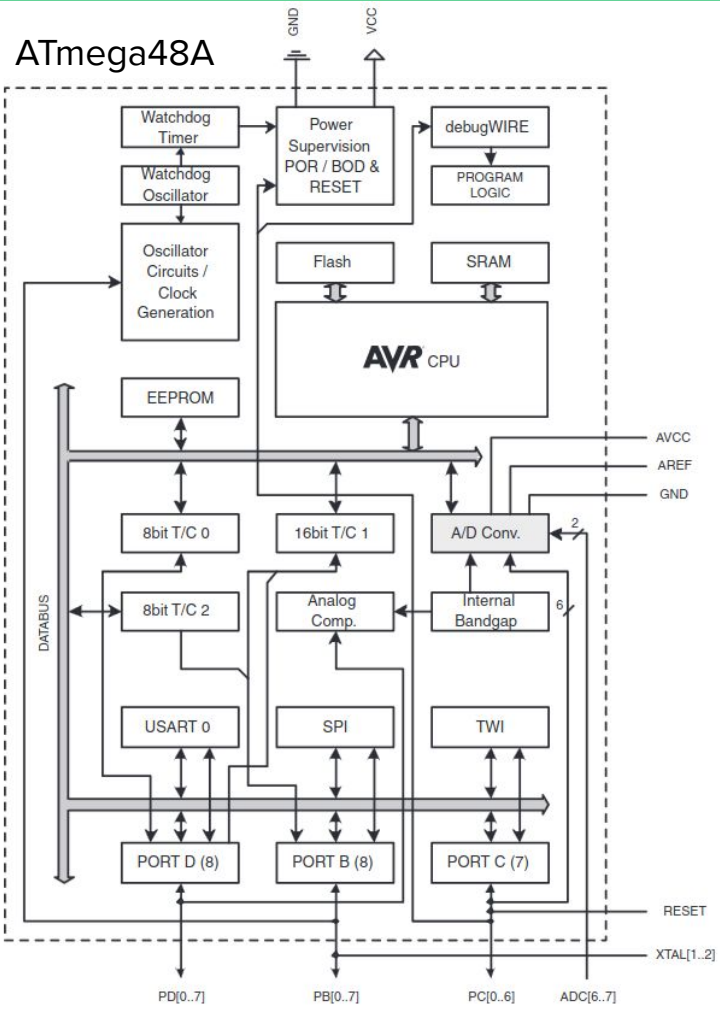 GND
VCC
ATmega48A
Watchdog
Timer
Power
Supervision
POR / BOD &
RESET
debugWIRE
Watchdog
Oscillator
PROGRAM
LOGIC
Oscillator
Circuits /
Clock
Generation
Flash
SRAM
AVR CPU
EEPROM
AVCC
AREF
GND
8bit T/C 0
16bit T/C 1
A/D Conv.
2
8bit T/C 2
Analog
Comp.
Internal
Bandgap
6
DATABUS
USART 0
SPI
TWI
PORT D (8)
PORT B (8)
PORT C (7)
RESET
XTAL[1..2]
PD[0..7]
PB[0..7]
PC[0..6]
ADC[6..7]